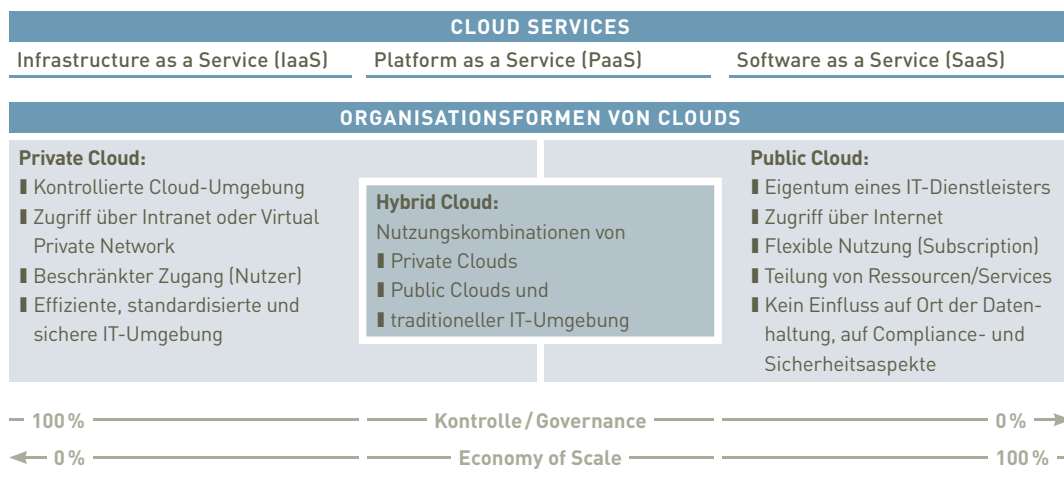 CLOUD SERVICES
Infrastructure as a Service (IaaS)
Platform as a Service (PaaS)
Software as a Service (SaaS)
ORGANISATIONSFORMEN VON CLOUDS
Private Cloud:
▮ Kontrollierte Cloud-Umgebung
▮ Zugriff über Intranet oder Virtual
Private Network
▮ Beschränkter Zugang (Nutzer)
▮ Effiziente, standardisierte und
sichere IT-Umgebung
Hybrid Cloud:
Nutzungskombinationen von
▮ Private Clouds
▮ Public Clouds und
▮ traditioneller IT-Umgebung
Public Cloud:
▮ Eigentum eines IT-Dienstleisters
▮ Zugriff über Internet
▮ Flexible Nutzung (Subscription)
▮ Teilung von Ressourcen/Services
▮ Kein Einfluss auf Ort der Daten-
haltung, auf Compliance- und
Sicherheitsaspekte
100 % Kontrolle / Governance 0 %
0 % Economy of Scale 100 %